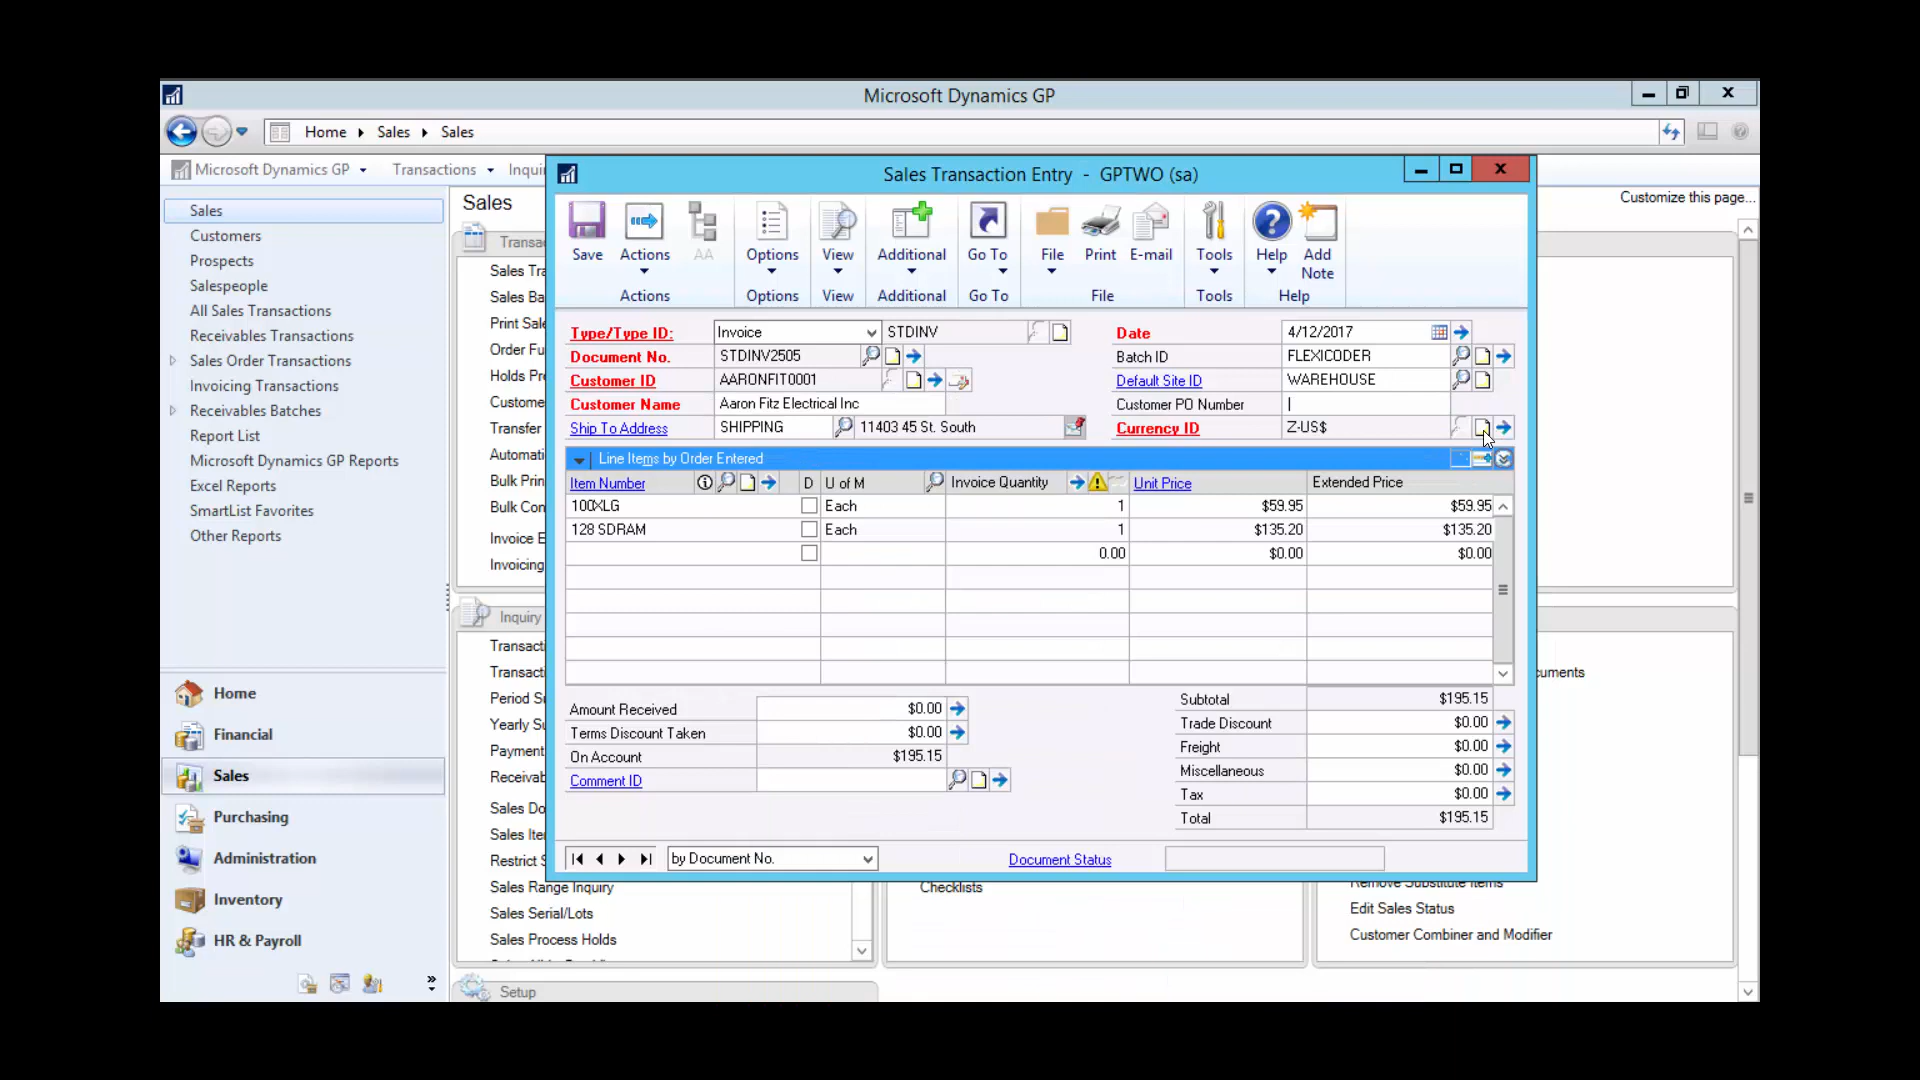 Microsoft Dynamics GP
Home Sales Sales
Microsoft Dynamics GP Transactions
Customize this page...
Sales
Customers
Prospects
Salespeople
All Sales Transactions
Receivables Transactions
Sales Order Transactions
Invoicing Transactions
Receivables Batches
Report List
Microsoft Dynamics GP Reports
Excel Reports
SmartList Favorites
Other Reports
Home
Financial
Sales
Purchasing
Administration
Inventory
HR & Payroll
Sales
Inquiry
Sales Range Inquiry
Sales Serial/Lots
Sales Process Holds
Setup
Checklists
Edit Sales Status
Customer Combiner and Modifier
Sales Transaction Entry - GPTWO (sa)
Save Actions AA Options View Additional Go To File Print E-mail Tools Help Add Note
Actions Options View Additional Go To File Tools Help
Type/Type ID: Invoice STDINV Date 4/12/2017
Document No. STDINV2505 Batch ID FLEXICODER
Customer ID AARONFIT0001 Default Site ID WAREHOUSE
Customer Name Aaron Fitz Electrical Inc Customer PO Number
Ship To Address SHIPPING 11403 45 St. South Currency ID Z-US$
Line Items by Order Entered
Item Number D U of M Invoice Quantity Unit Price Extended Price
100XLG Each 1 $59.95 $59.95
128 SDRAM Each 1 $135.20 $135.20
0.00 $0.00 $0.00
Amount Received $0.00
Terms Discount Taken $0.00
On Account $195.15
Comment ID
Subtotal $195.15
Trade Discount $0.00
Freight $0.00
Miscellaneous $0.00
Tax $0.00
Total $195.15
by Document No. Document Status